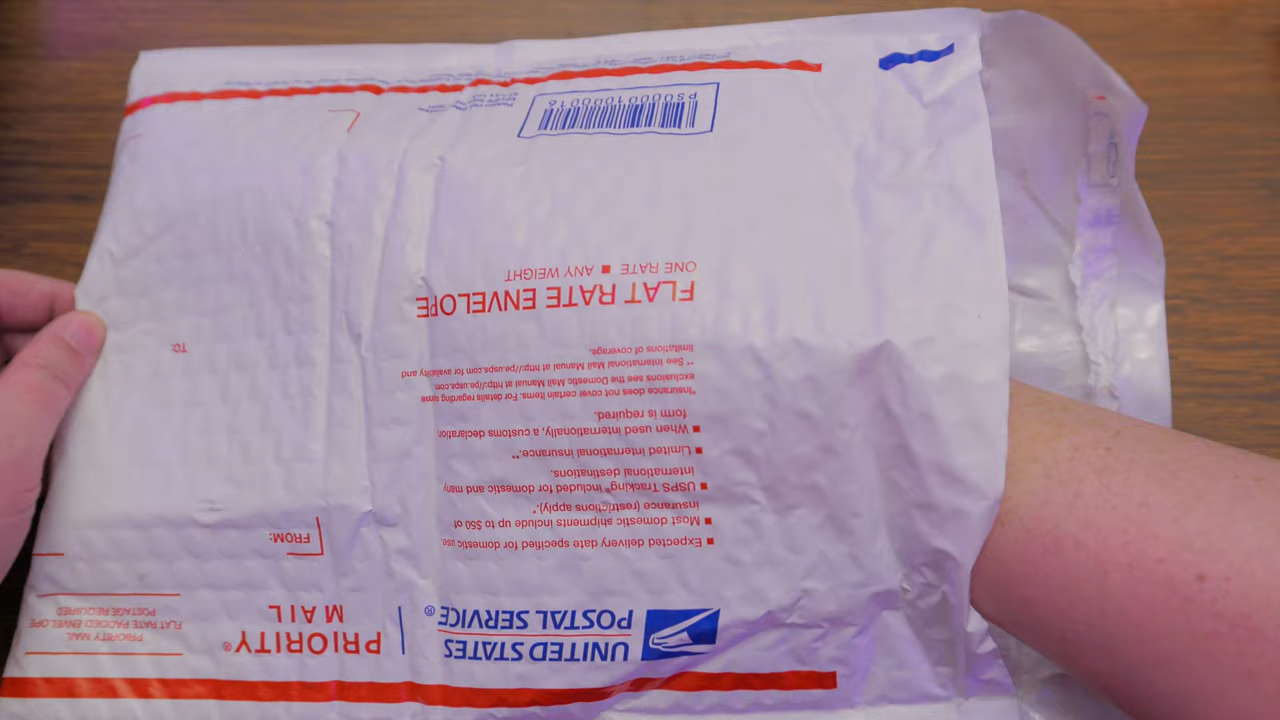 UNITED STATES
POSTAL SERVICE®
PRIORITY®
MAIL
PRIORITY MAIL
FLAT RATE PADDED ENVELOPE
POSTAGE REQUIRED
■ Expected delivery date specified for domestic use
■ Most domestic shipments include up to $50 of
insurance (restrictions apply).*
■ USPS Tracking® included for domestic and many
international destinations.
■ Limited international insurance.**
■ When used internationally, a customs declaration
form is required.
*Insurance does not cover certain items. For details regarding
exclusions see the Domestic Mail Manual at http://pe.usps.com
** See International Mail Manual at http://pe.usps.com for and
limitations of coverage.
FROM:
TO:
FLAT RATE ENVELOPE
ONE RATE ■ ANY WEIGHT
PS00001000016